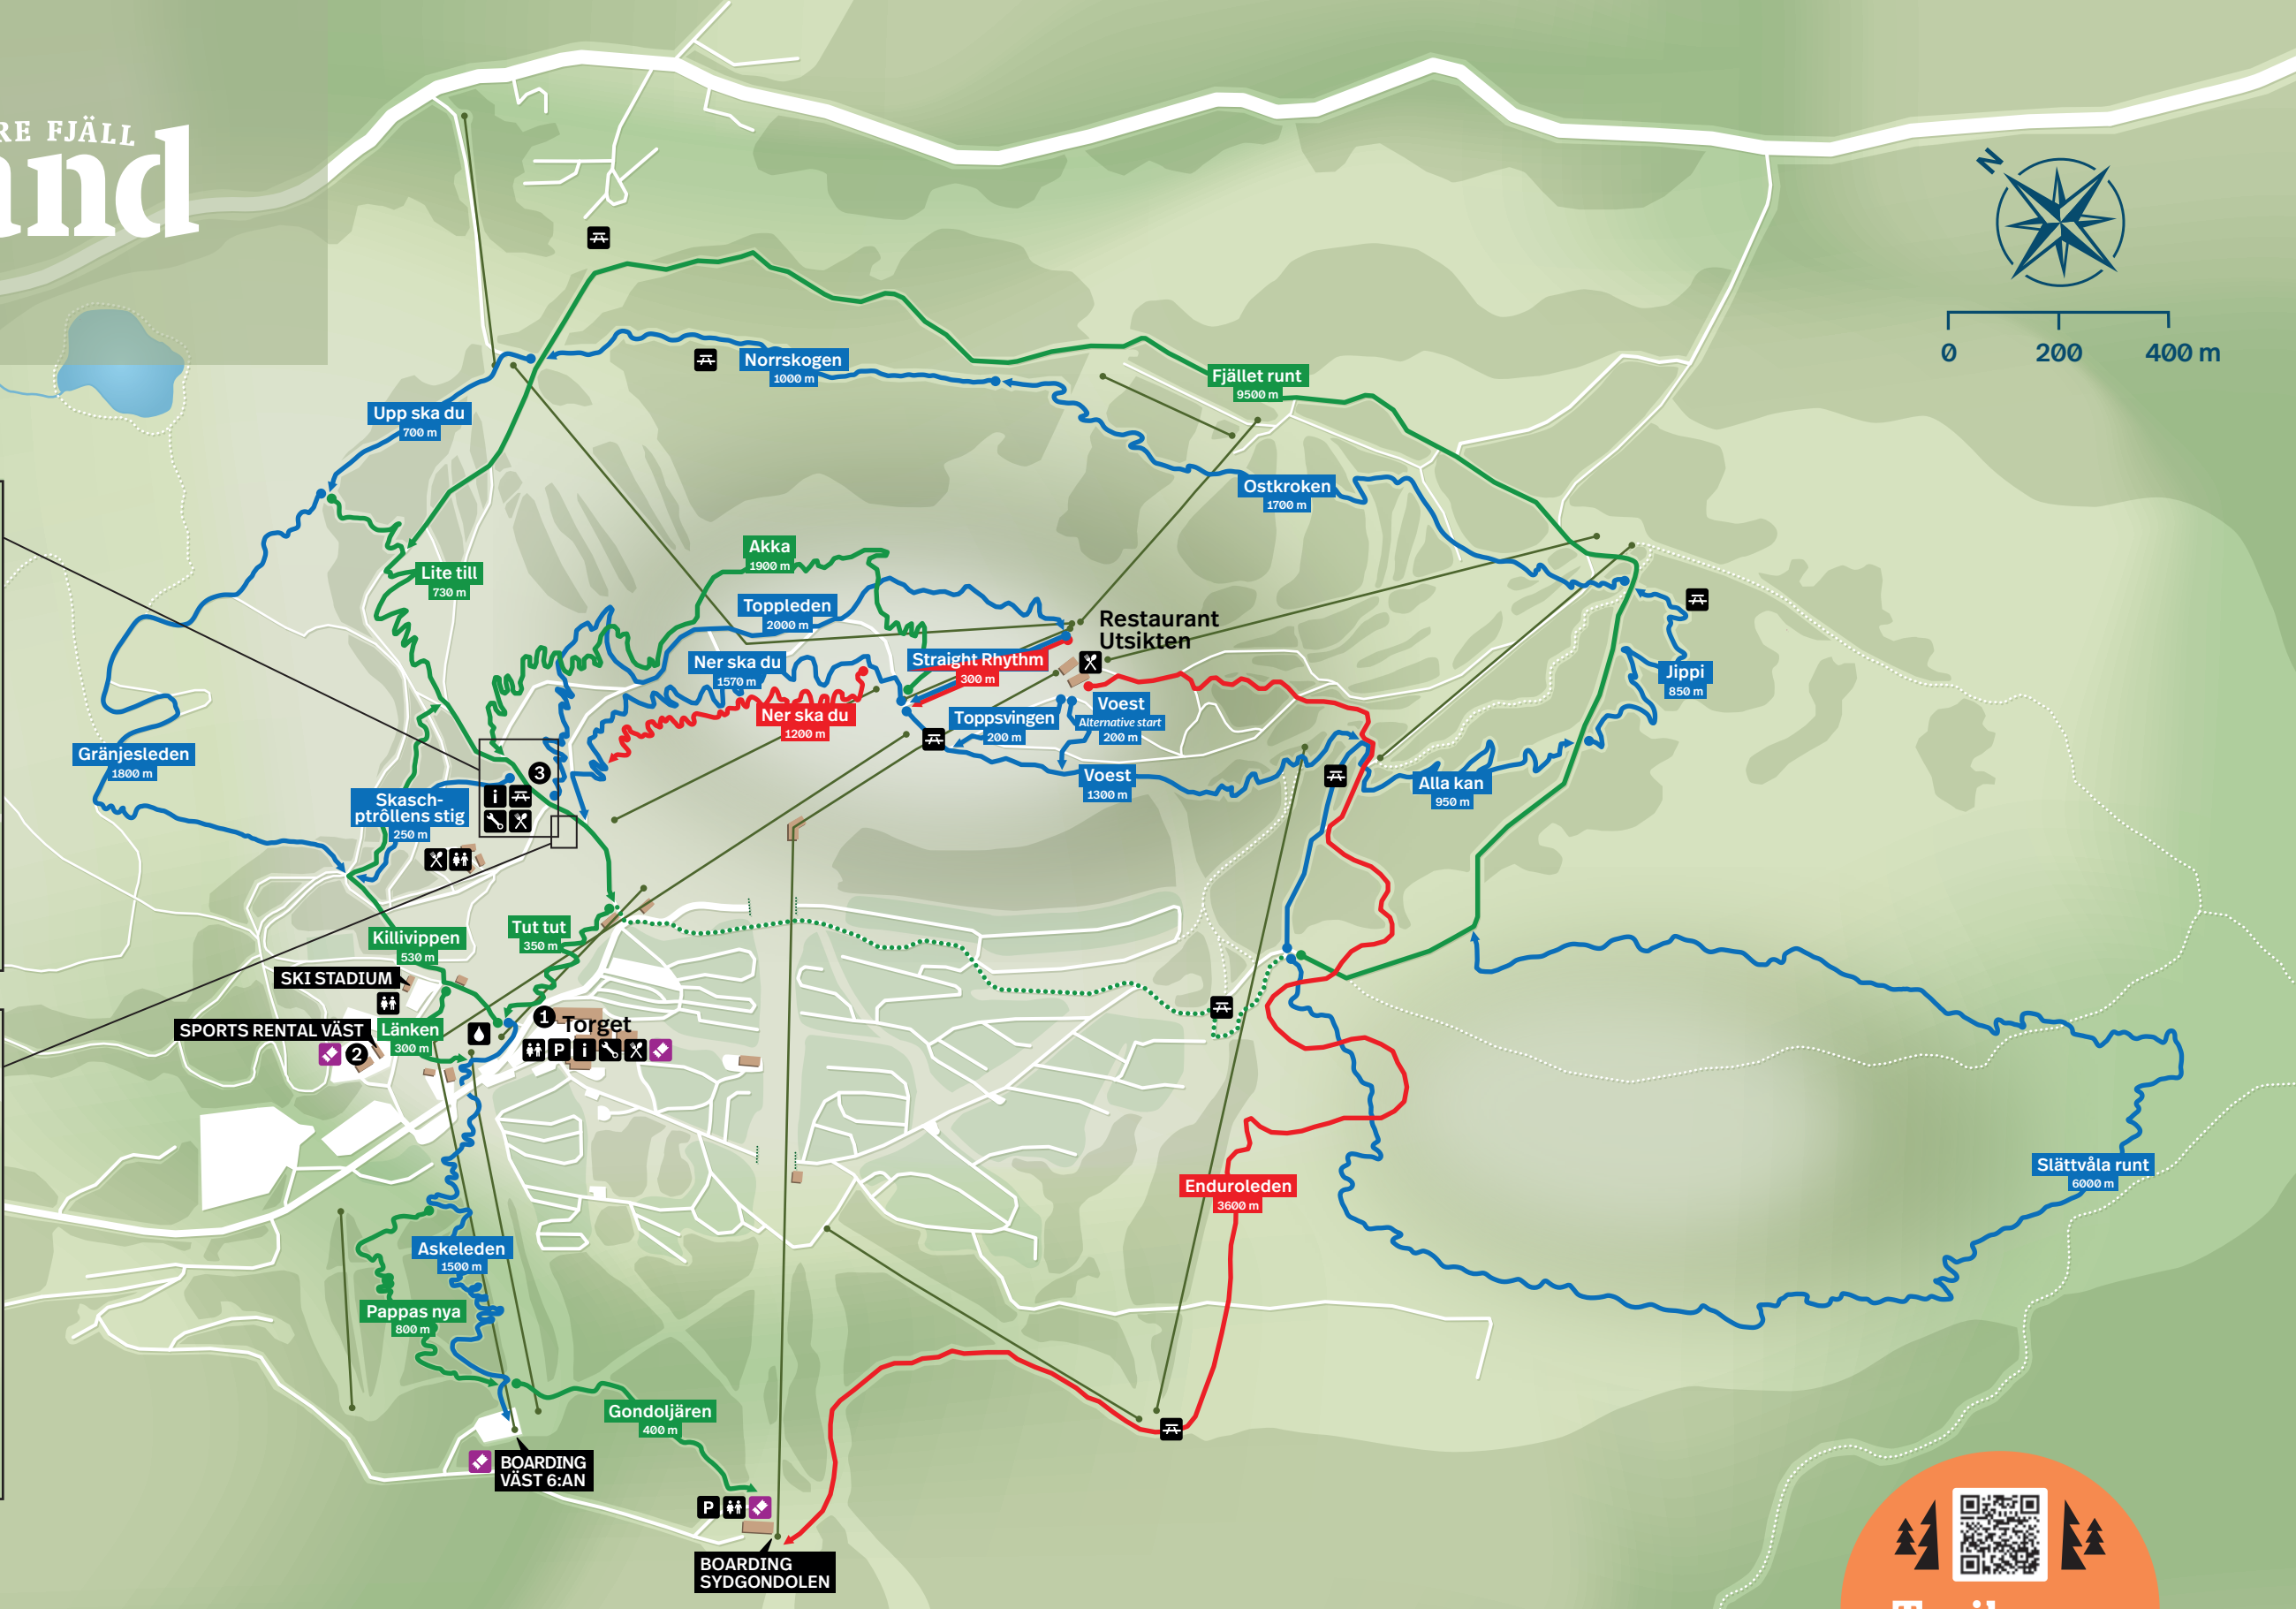 RE FJÄLL
and
N
0 200 400 m
Norrskogen
1000 m
Fjället runt
9500 m
Upp ska du
700 m
Ostkroken
1700 m
Akka
1900 m
Lite till
730 m
Toppleden
2000 m
Restaurant
Utsikten
Ner ska du
1570 m
Straight Rhythm
300 m
Jippi
850 m
Ner ska du
1200 m
Toppsvingen
200 m
Voest
Alternative start
200 m
Gränjesleden
1800 m
3
i
Voest
1300 m
Alla kan
950 m
Skasch-
ptröllens stig
250 m
Killivippen
530 m
Tut tut
350 m
SKI STADIUM
SPORTS RENTAL VÄST
2
Länken
300 m
1
Torget
P i
Slättvåla runt
6000 m
Enduroleden
3600 m
Askeleden
1500 m
Pappas nya
800 m
Gondoljären
400 m
BOARDING
VÄST 6:AN
P
BOARDING
SYDGONDOLEN